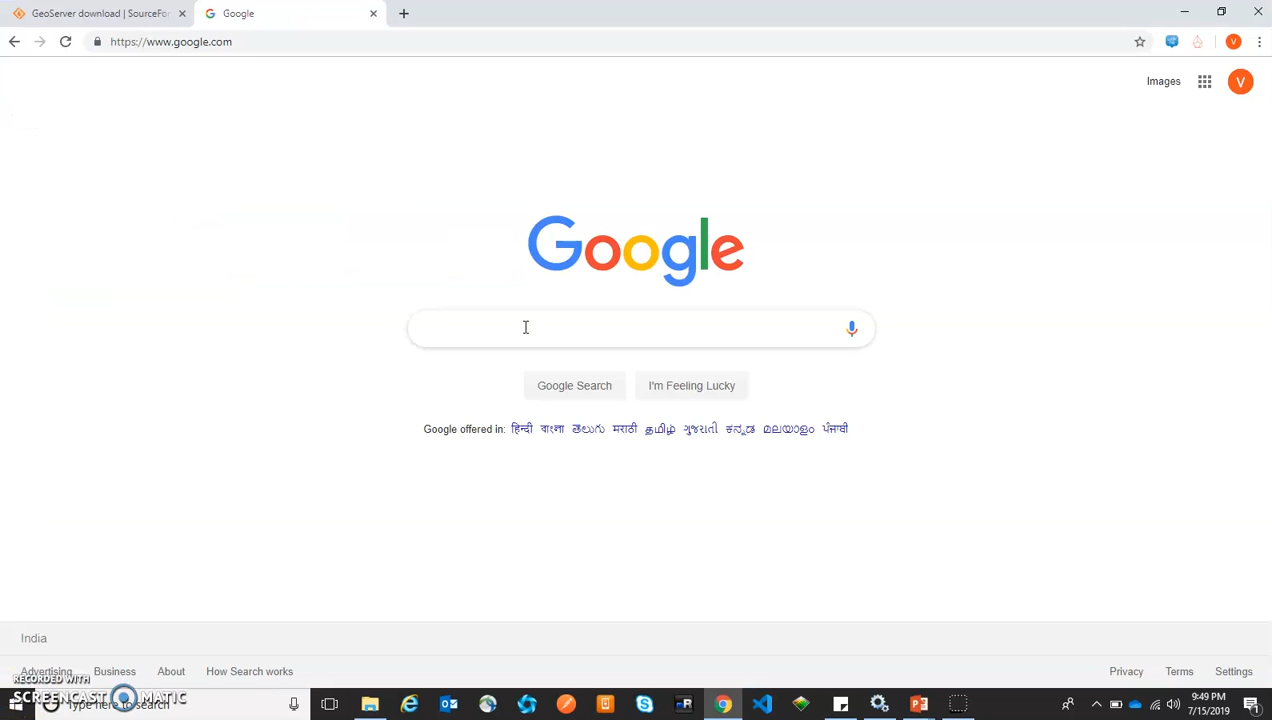 GeoServer download | SourceFor
Google
https://www.google.com
V
Images
V
Google
Google Search
I'm Feeling Lucky
Google offered in: हिन्दी বাংলা తెలుగు मराठी தமிழ் ગુજરાતી ಕನ್ನಡ മലയാളം ਪੰਜਾਬੀ
India
Advertising Business About How Search works
Privacy Terms Settings
RECORDED WITH
SCREENCAST MATIC
Type here to search
9:49 PM
7/15/2019